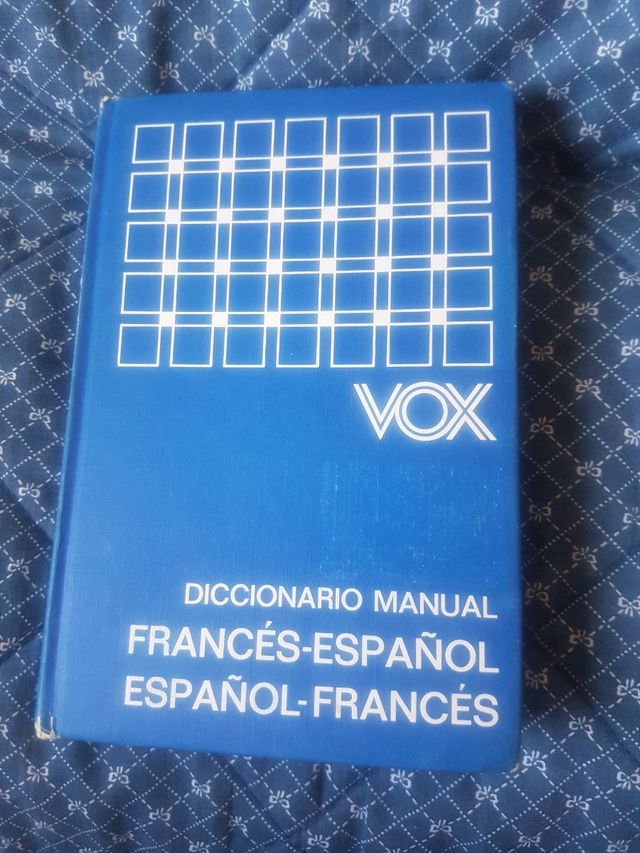 VOX
DICCIONARIO MANUAL
FRANCÉS-ESPAÑOL
ESPAÑOL-FRANCÉS